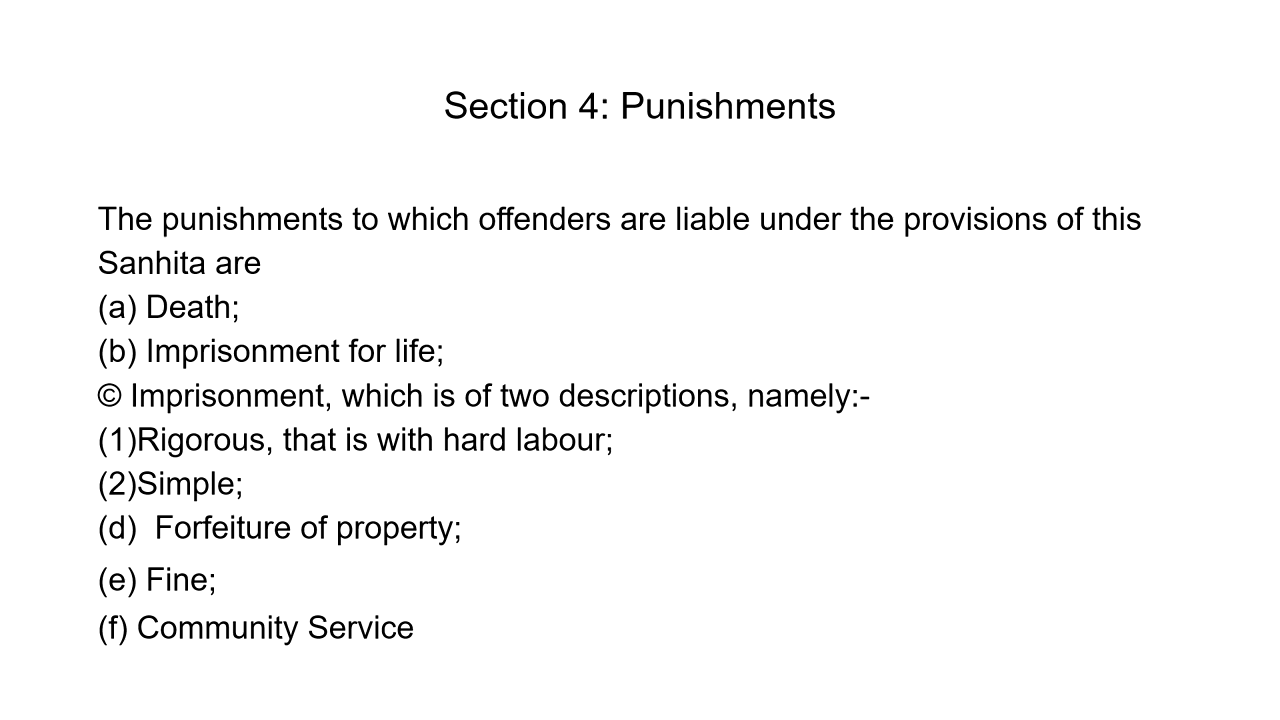 Section 4: Punishments
The punishments to which offenders are liable under the provisions of this
Sanhita are
(a) Death;
(b) Imprisonment for life;
© Imprisonment, which is of two descriptions, namely:-
(1)Rigorous, that is with hard labour;
(2)Simple;
(d)  Forfeiture of property;
(e) Fine;
(f) Community Service